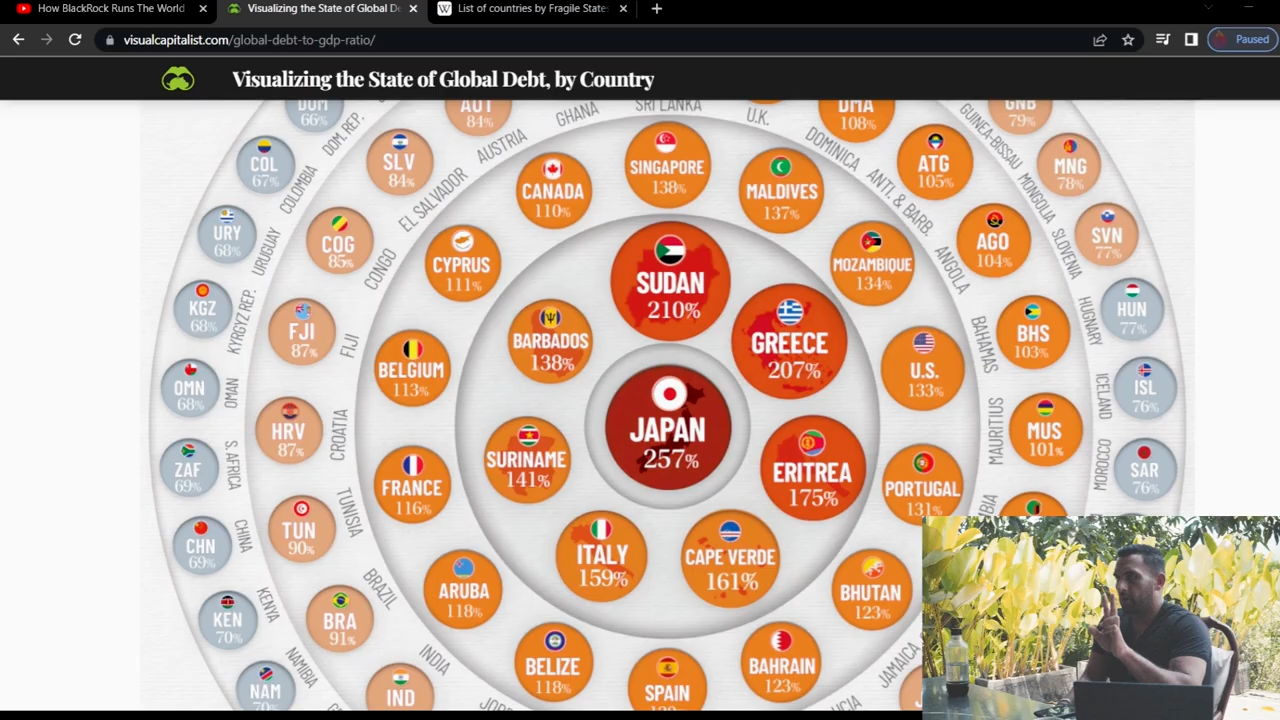 How BlackRock Runs The World
Visualizing the State of Global De
List of countries by Fragile State
visualcapitalist.com/global-debt-to-gdp-ratio/
Paused
Visualizing the State of Global Debt, by Country
DOM
66%
DOM. REP.
AUT
84%
AUSTRIA
GHANA
SRI LANKA
U.K.
DMA
108%
DOMINICA
GNB
79%
GUINEA-BISSAU
COL
67%
COLOMBIA
SLV
84%
EL SALVADOR
CANADA
110%
SINGAPORE
138%
MALDIVES
137%
ATG
105%
ANTI. & BARB.
MNG
78%
MONGOLIA
URY
68%
URUGUAY
COG
85%
CONGO
CYPRUS
111%
SUDAN
210%
MOZAMBIQUE
134%
AGO
104%
ANGOLA
SVN
77%
SLOVENIA
KGZ
68%
KYRGYZ REP.
FJI
87%
FIJI
BARBADOS
138%
GREECE
207%
U.S.
133%
BHS
103%
BAHAMAS
HUN
77%
HUGNARY
OMN
68%
OMAN
BELGIUM
113%
JAPAN
257%
ISL
76%
ICELAND
HRV
87%
CROATIA
SURINAME
141%
ERITREA
175%
MUS
101%
MAURITIUS
ZAF
69%
S. AFRICA
FRANCE
116%
PORTUGAL
131%
SAR
76%
MOROCCO
CHN
69%
CHINA
TUN
90%
TUNISIA
ITALY
159%
CAPE VERDE
161%
KEN
70%
KENYA
BRA
91%
BRAZIL
ARUBA
118%
BHUTAN
123%
NAM
70%
NAMIBIA
IND
INDIA
BELIZE
118%
SPAIN
BAHRAIN
123%
JAMAICA